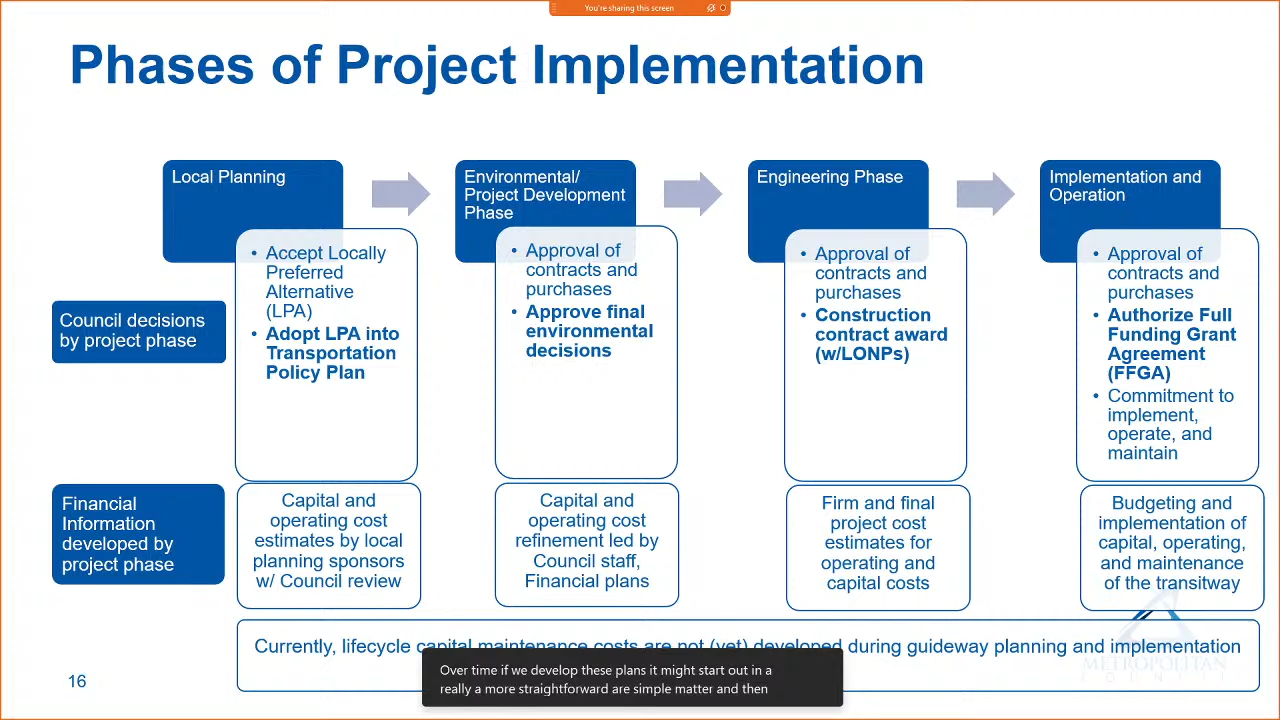 You're sharing this screen
Phases of Project Implementation
Local Planning
Environmental/
Project Development
Phase
Engineering Phase
Implementation and
Operation
Council decisions
by project phase
• Accept Locally
Preferred
Alternative
(LPA)
• Adopt LPA into
Transportation
Policy Plan
• Approval of
contracts and
purchases
• Approve final
environmental
decisions
• Approval of
contracts and
purchases
• Construction
contract award
(w/LONPs)
• Approval of
contracts and
purchases
• Authorize Full
Funding Grant
Agreement
(FFGA)
• Commitment to
implement,
operate, and
maintain
Financial
Information
developed by
project phase
Capital and
operating cost
estimates by local
planning sponsors
w/ Council review
Capital and
operating cost
refinement led by
Council staff,
Financial plans
Firm and final
project cost
estimates for
operating and
capital costs
Budgeting and
implementation of
capital, operating,
and maintenance
of the transitway
Currently, lifecycle capital maintenance costs are not (yet) developed during guideway planning and implementation
METROPOLITAN
COUNCIL
Over time if we develop these plans it might start out in a
really a more straightforward are simple matter and then
16